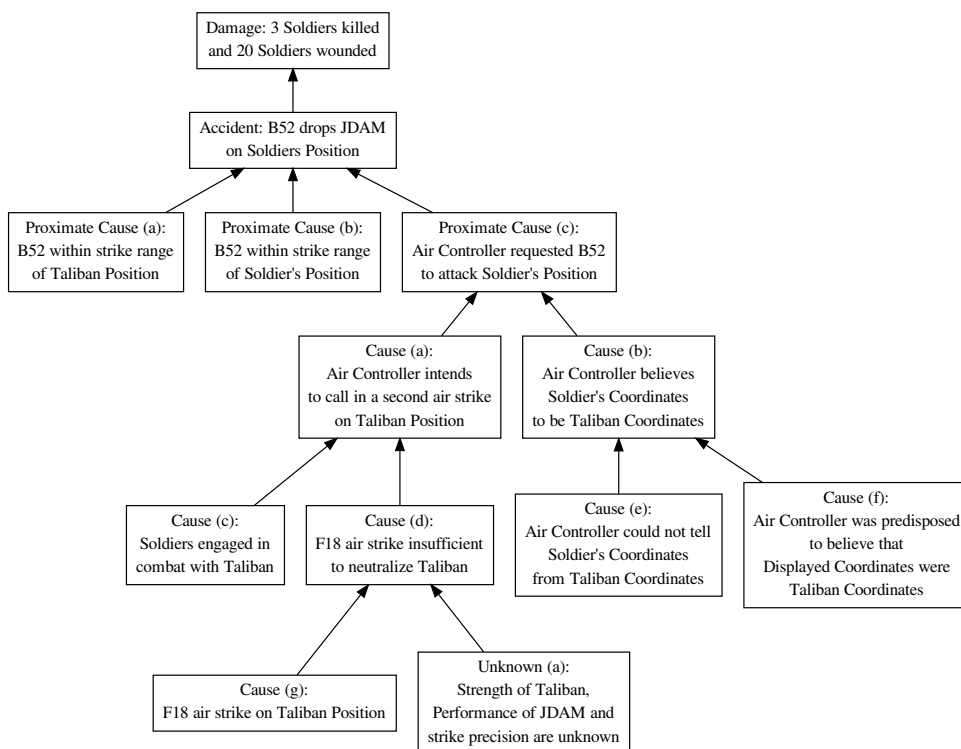 Damage: 3 Soldiers killed
and 20 Soldiers wounded
Accident: B52 drops JDAM
on Soldiers Position
Proximate Cause (a):
B52 within strike range
of Taliban Position
Proximate Cause (b):
B52 within strike range
of Soldier's Position
Proximate Cause (c):
Air Controller requested B52
to attack Soldier's Position
Cause (a):
Air Controller intends
to call in a second air strike
on Taliban Position
Cause (b):
Air Controller believes
Soldier's Coordinates
to be Taliban Coordinates
Cause (c):
Soldiers engaged in
combat with Taliban
Cause (d):
F18 air strike insufficient
to neutralize Taliban
Cause (e):
Air Controller could not tell
Soldier's Coordinates
from Taliban Coordinates
Cause (f):
Air Controller was predisposed
to believe that
Displayed Coordinates were
Taliban Coordinates
Cause (g):
F18 air strike on Taliban Position
Unknown (a):
Strength of Taliban,
Performance of JDAM and
strike precision are unknown